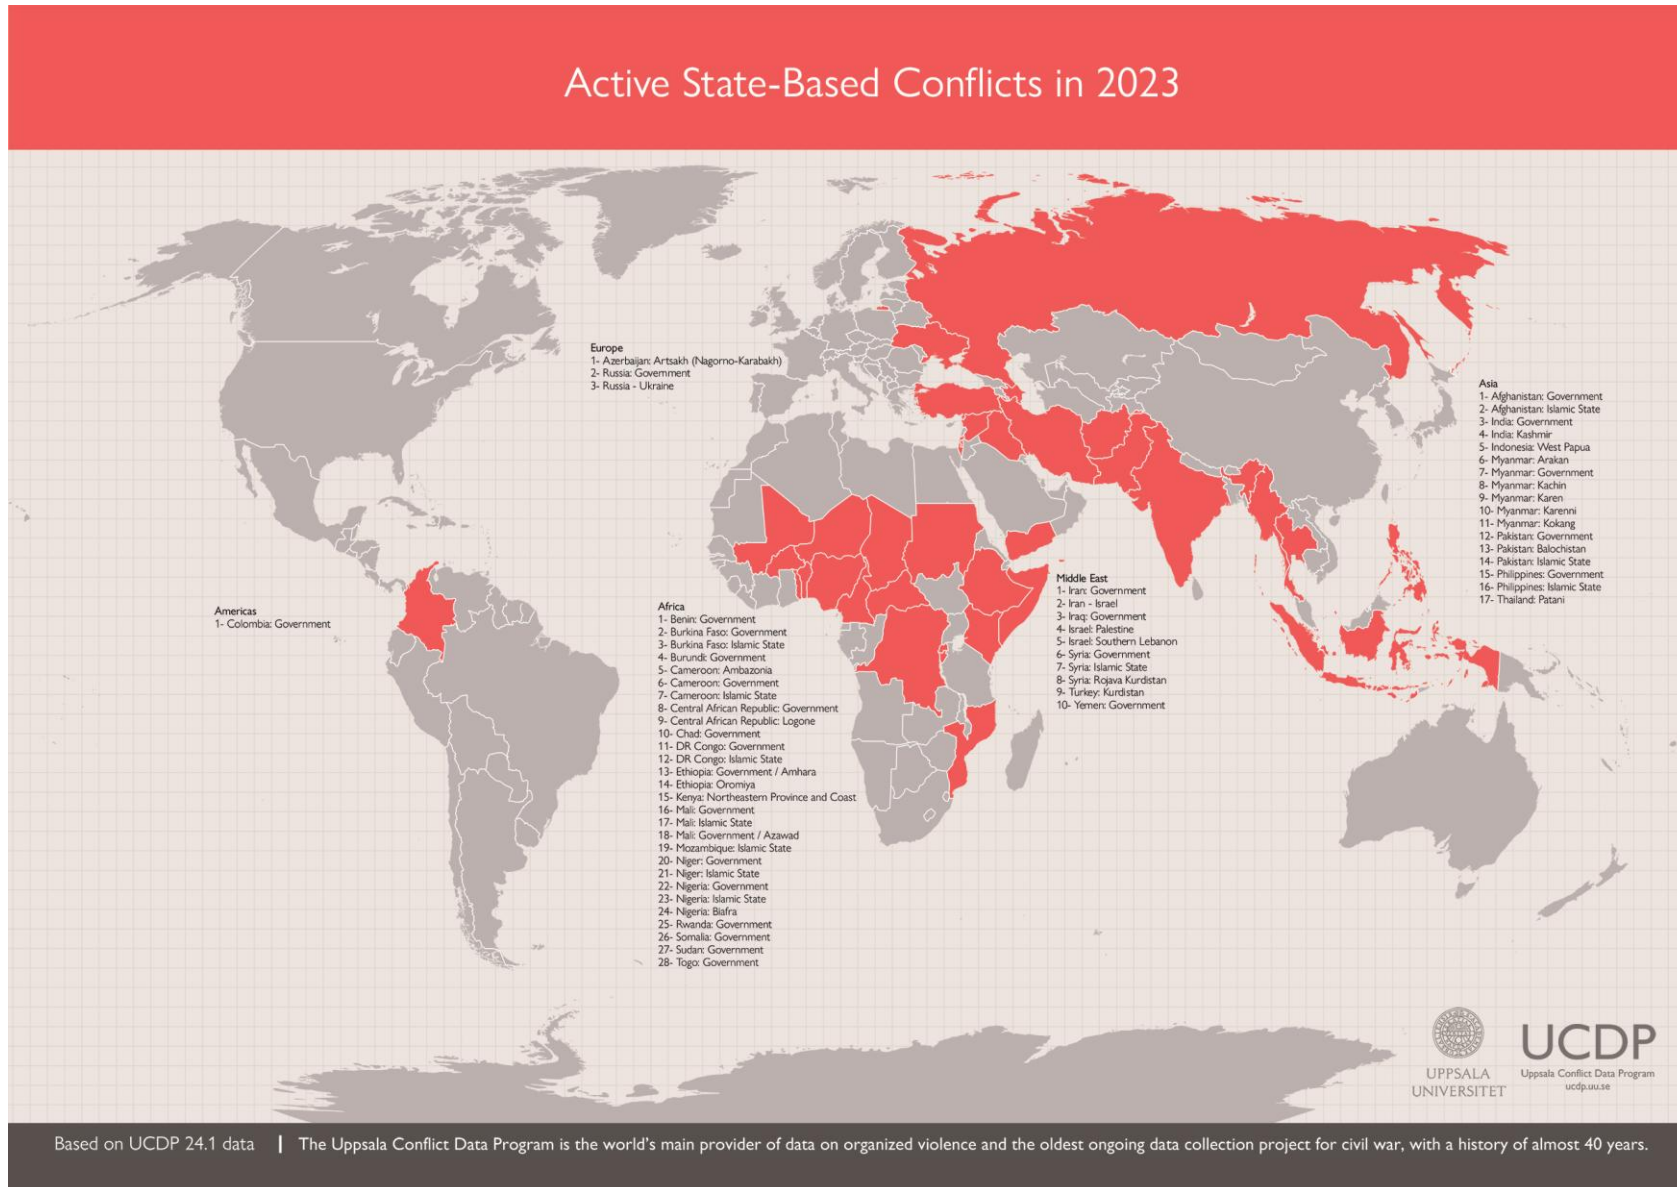 Active State-Based Conflicts in 2023
Europe
1- Azerbaijan: Artsakh (Nagorno-Karabakh)
2- Russia: Government
3- Russia - Ukraine
Asia
1- Afghanistan: Government
2- Afghanistan: Islamic State
3- India: Government
4- India: Kashmir
5- Indonesia: West Papua
6- Myanmar: Arakan
7- Myanmar: Government
8- Myanmar: Kachin
9- Myanmar: Karen
10- Myanmar: Karenni
11- Myanmar: Kokang
12- Pakistan: Government
13- Pakistan: Balochistan
14- Pakistan: Islamic State
15- Philippines: Government
16- Philippines: Islamic State
17- Thailand: Patani
Americas
1- Colombia: Government
Africa
1- Benin: Government
2- Burkina Faso: Government
3- Burkina Faso: Islamic State
4- Burundi: Government
5- Cameroon: Ambazonia
6- Cameroon: Government
7- Cameroon: Islamic State
8- Central African Republic: Government
9- Central African Republic: Logone
10- Chad: Government
11- DR Congo: Government
12- DR Congo: Islamic State
13- Ethiopia: Government / Amhara
14- Ethiopia: Oromiya
15- Kenya: Northeastern Province and Coast
16- Mali: Government
17- Mali: Islamic State
18- Mali: Government / Azawad
19- Mozambique: Islamic State
20- Niger: Government
21- Niger: Islamic State
22- Nigeria: Government
23- Nigeria: Islamic State
24- Nigeria: Biafra
25- Rwanda: Government
26- Somalia: Government
27- Sudan: Government
28- Togo: Government
Middle East
1- Iran: Government
2- Iran - Israel
3- Iraq: Government
4- Israel: Palestine
5- Israel: Southern Lebanon
6- Syria: Government
7- Syria: Islamic State
8- Syria: Rojava Kurdistan
9- Turkey: Kurdistan
10- Yemen: Government
UPPSALA
UNIVERSITET
UCDP
Uppsala Conflict Data Program
ucdp.uu.se
Based on UCDP 24.1 data | The Uppsala Conflict Data Program is the world's main provider of data on organized violence and the oldest ongoing data collection project for civil war, with a history of almost 40 years.